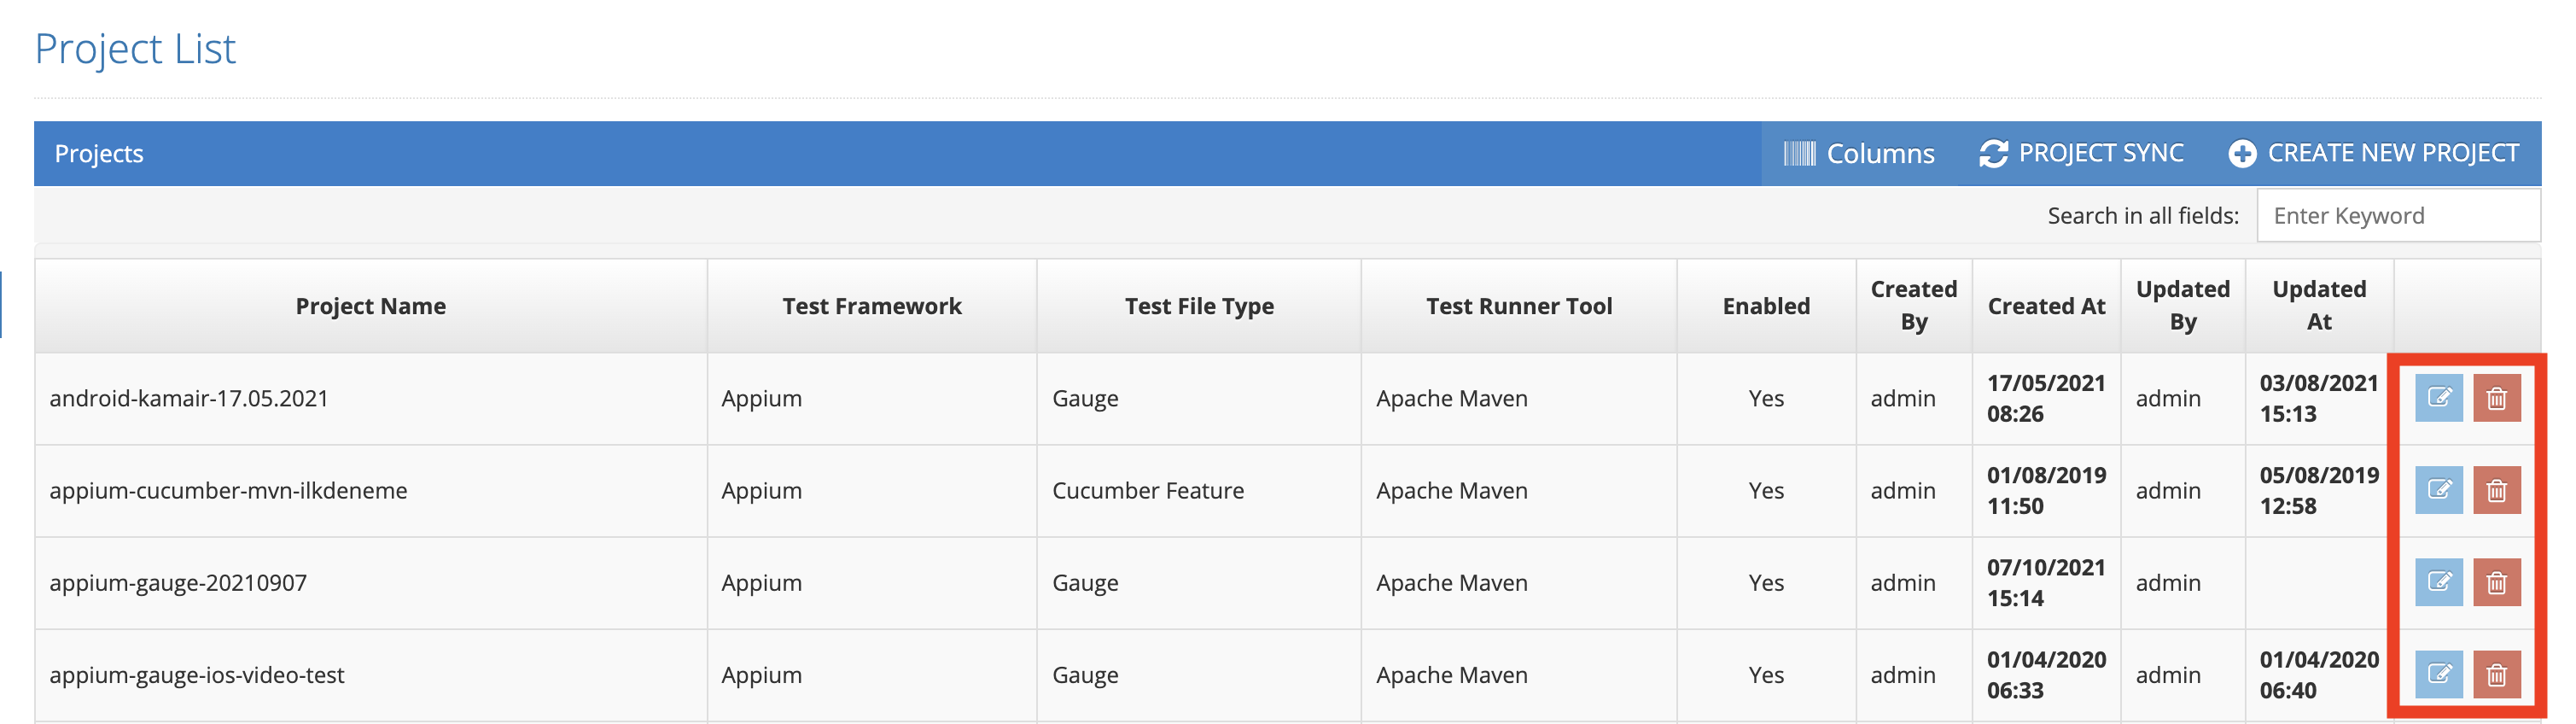 Project List
Projects Columns PROJECT SYNC CREATE NEW PROJECT
Search in all fields: Enter Keyword
Project Name Test Framework Test File Type Test Runner Tool Enabled Created By Created At Updated By Updated At
android-kamair-17.05.2021 Appium Gauge Apache Maven Yes admin 17/05/2021 08:26 admin 03/08/2021 15:13
appium-cucumber-mvn-ilkdeneme Appium Cucumber Feature Apache Maven Yes admin 01/08/2019 11:50 admin 05/08/2019 12:58
appium-gauge-20210907 Appium Gauge Apache Maven Yes admin 07/10/2021 15:14 admin
appium-gauge-ios-video-test Appium Gauge Apache Maven Yes admin 01/04/2020 06:33 admin 01/04/2020 06:40